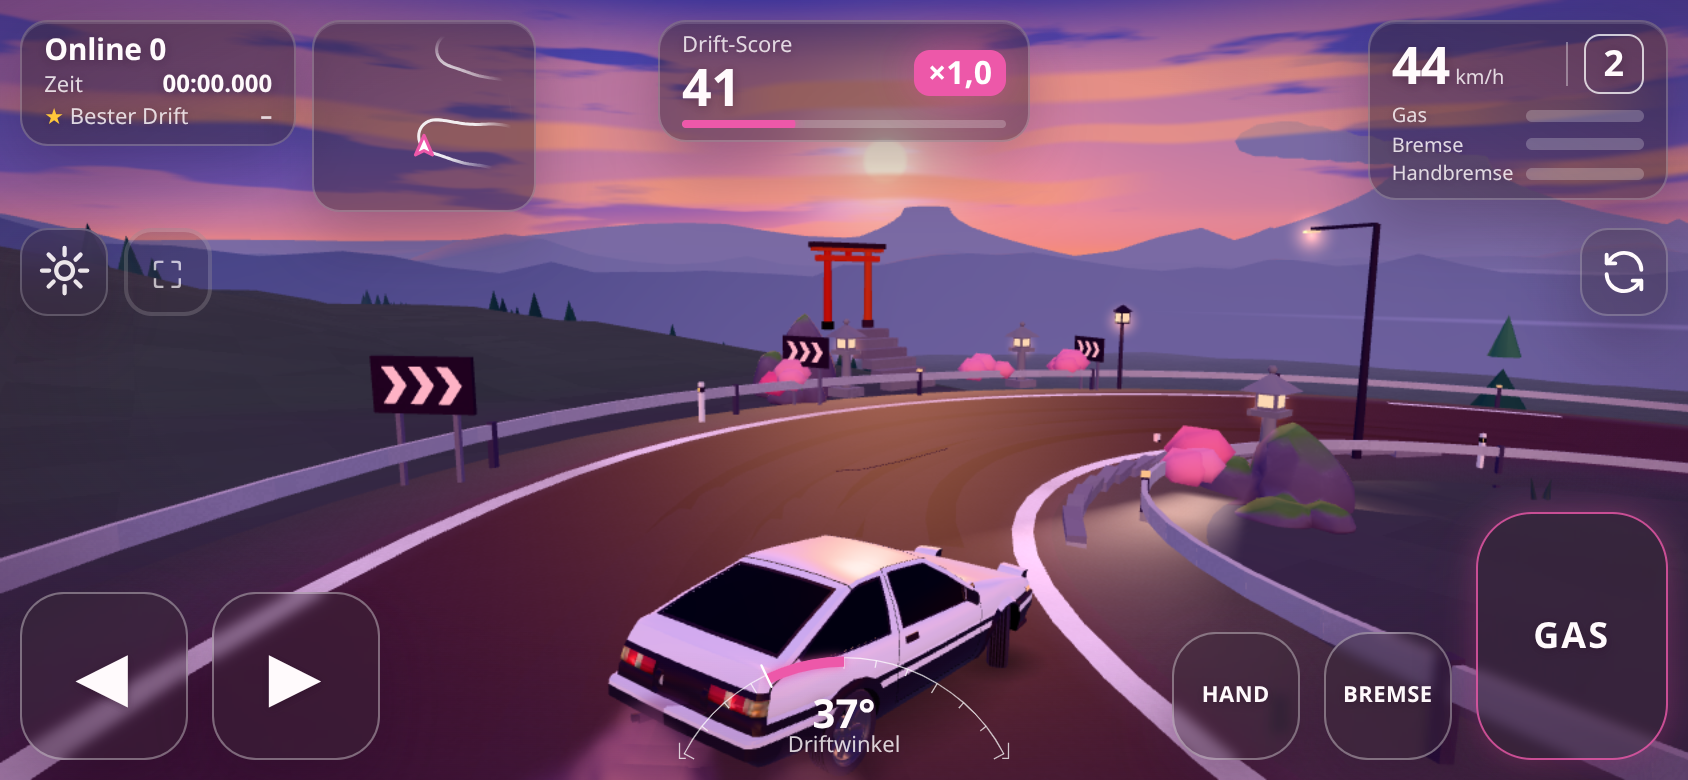 Online 0
Zeit 00:00.000
★ Bester Drift –
Drift-Score
41
×1,0
44 km/h 2
Gas
Bremse
Handbremse
GAS
HAND
BREMSE
37°
Driftwinkel